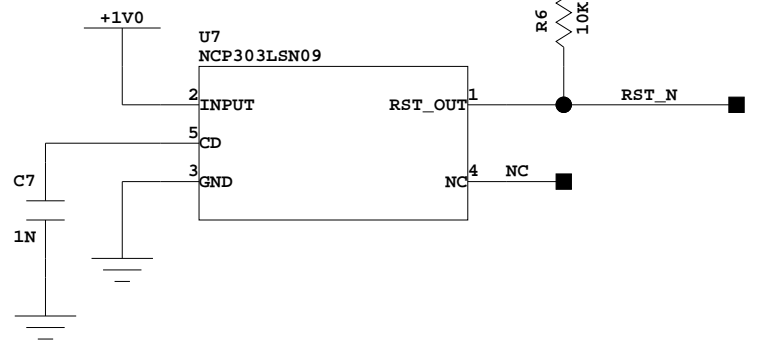 +1V0
R6
10K
U7
NCP303LSN09
2
INPUT
RST_OUT
1
RST_N
5
CD
3
GND
NC
4
NC
C7
1N